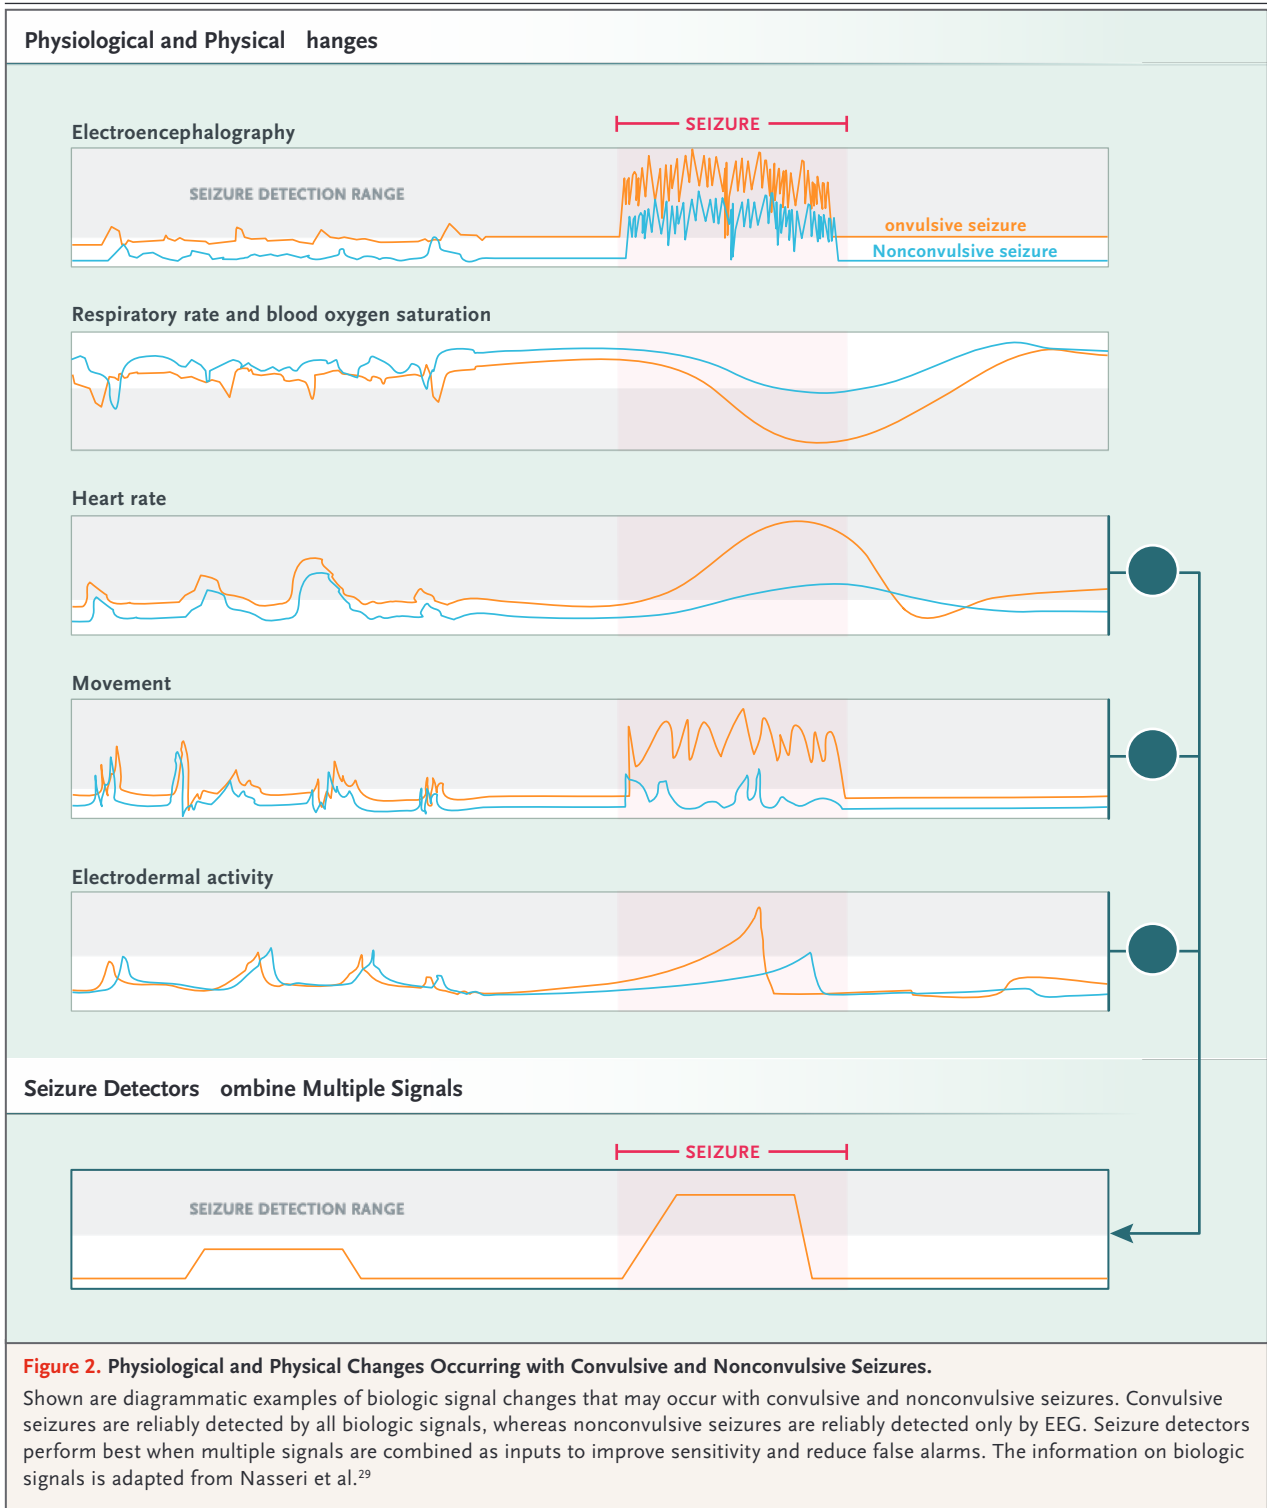 Physiological and Physical hanges
Electroencephalography
SEIZURE
SEIZURE DETECTION RANGE
onvulsive seizure
Nonconvulsive seizure
Respiratory rate and blood oxygen saturation
Heart rate
Movement
Electrodermal activity
Seizure Detectors ombine Multiple Signals
SEIZURE
SEIZURE DETECTION RANGE
Figure 2. Physiological and Physical Changes Occurring with Convulsive and Nonconvulsive Seizures.
Shown are diagrammatic examples of biologic signal changes that may occur with convulsive and nonconvulsive seizures. Convulsive
seizures are reliably detected by all biologic signals, whereas nonconvulsive seizures are reliably detected only by EEG. Seizure detectors
perform best when multiple signals are combined as inputs to improve sensitivity and reduce false alarms. The information on biologic
signals is adapted from Nasseri et al.29